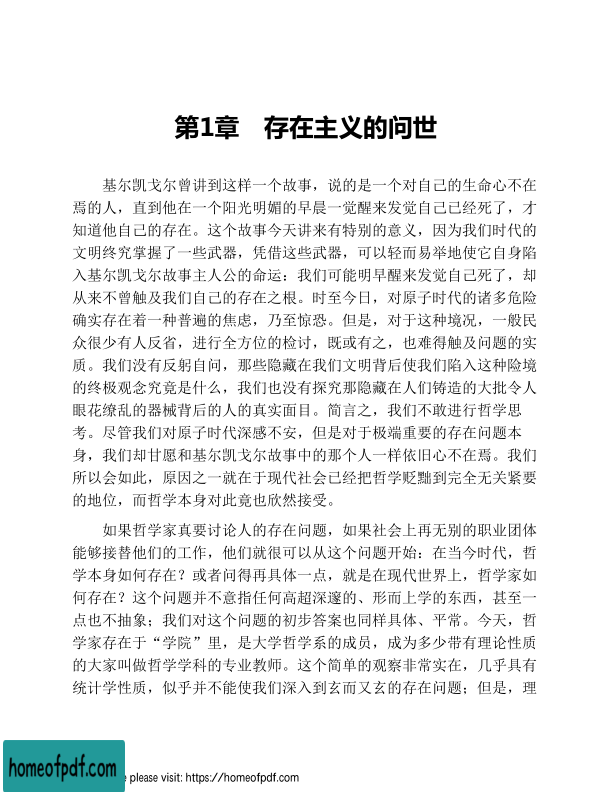 第1章　存在主义的问世
基尔凯戈尔曾讲到这样一个故事，说的是一个对自己的生命心不在
焉的人，直到他在一个阳光明媚的早晨一觉醒来发觉自己已经死了，才
知道他自己的存在。这个故事今天讲来有特别的意义，因为我们时代的
文明终究掌握了一些武器，凭借这些武器，可以轻而易举地使它自身陷
入基尔凯戈尔故事主人公的命运：我们可能明早醒来发觉自己死了，却
从来不曾触及我们自己的存在之根。时至今日，对原子时代的诸多危险
确实存在着一种普遍的焦虑，乃至惊恐。但是，对于这种境况，一般民
众很少有人反省，进行全方位的检讨，既或有之，也难得触及问题的实
质。我们没有反躬自问，那些隐藏在我们文明背后使我们陷入这种险境
的终极观念究竟是什么，我们也没有探究那隐藏在人们铸造的大批令人
眼花缭乱的器械背后的人的真实面目。简言之，我们不敢进行哲学思
考。尽管我们对原子时代深感不安，但是对于极端重要的存在问题本
身，我们却甘愿和基尔凯戈尔故事中的那个人一样依旧心不在焉。我们
所以会如此，原因之一就在于现代社会已经把哲学贬黜到完全无关紧要
的地位，而哲学本身对此竟也欣然接受。
如果哲学家真要讨论人的存在问题，如果社会上再无别的职业团体
能够接替他们的工作，他们就很可以从这个问题开始：在当今时代，哲
学本身如何存在？或者问得再具体一点，就是在现代世界上，哲学家如
何存在？这个问题并不意指任何高超深邃的、形而上学的东西，甚至一
点也不抽象；我们对这个问题的初步答案也同样具体、平常。今天，哲
学家存在于“学院”里，是大学哲学系的成员，成为多少带有理论性质
的大家叫做哲学学科的专业教师。这个简单的观察非常实在，几乎具有
统计学性质，似乎并不能使我们深入到玄而又玄的存在问题；但是，理
homeofpdf.com
please visit: https://homeofpdf.com